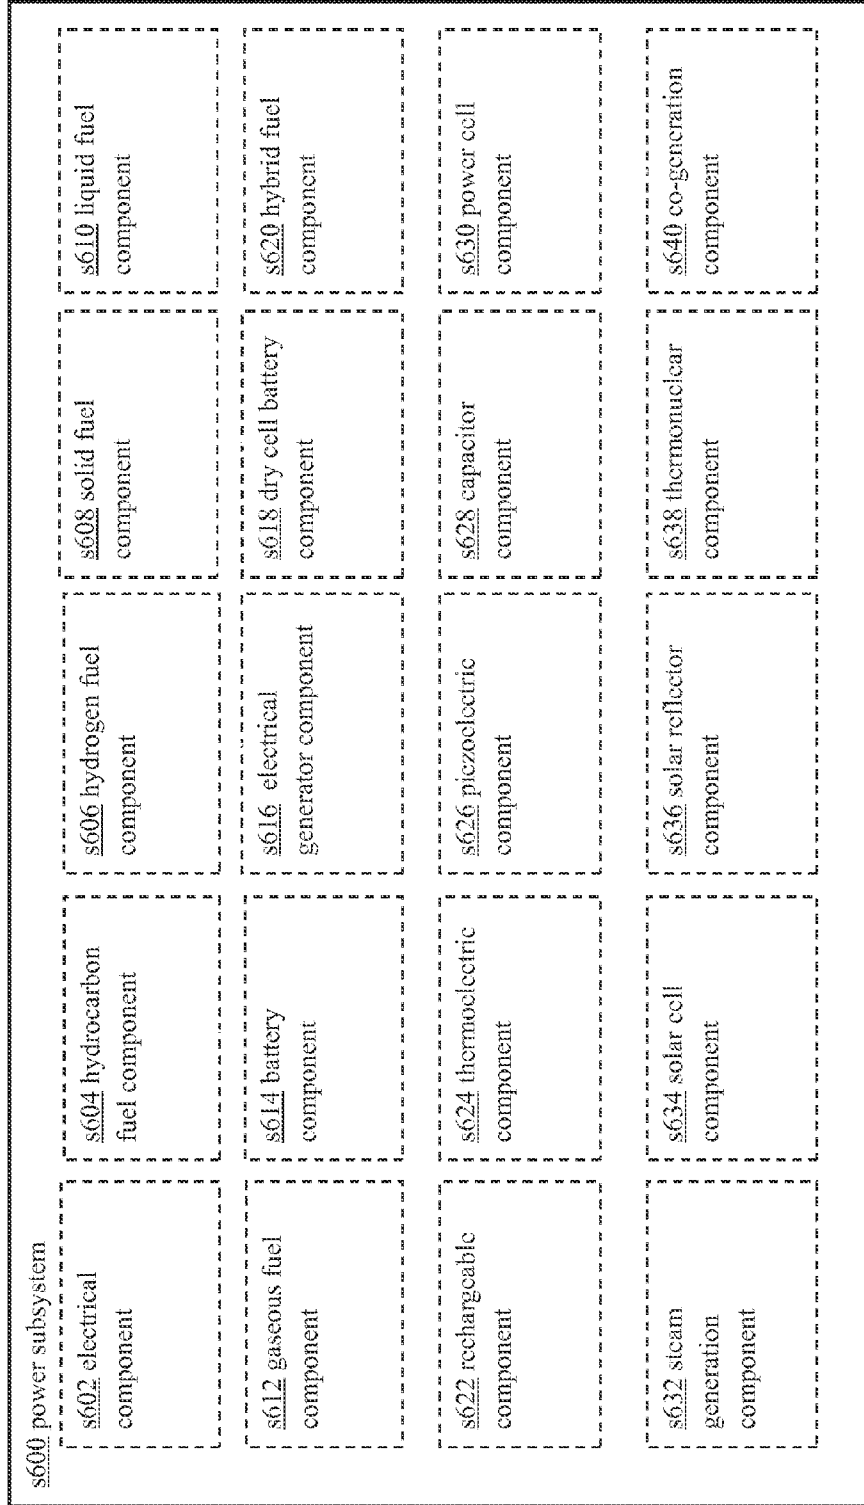 s600 power subsystem
s602 electrical
component
s604 hydrocarbon
fuel component
s606 hydrogen fuel
component
s608 solid fuel
component
s610 liquid fuel
component
s612 gaseous fuel
component
s614 battery
component
s616 electrical
generator component
s618 dry cell battery
component
s620 hybrid fuel
component
s622 rechargeable
component
s624 thermoelectric
component
s626 piezoelectric
component
s628 capacitor
component
s630 power cell
component
s632 steam
generation
component
s634 solar cell
component
s636 solar reflector
component
s638 thermonuclear
component
s640 co-generation
component